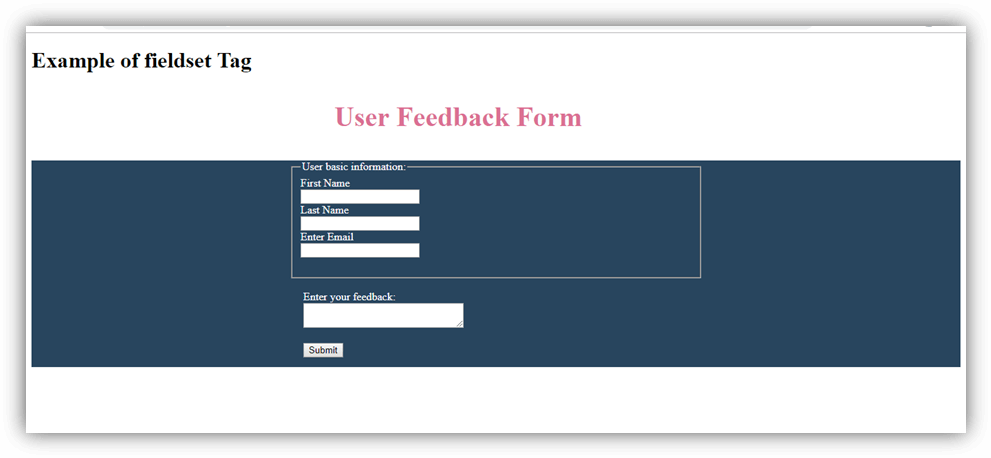 Example of fieldset Tag
User Feedback Form
User basic information:
First Name
Last Name
Enter Email
Enter your feedback:
Submit